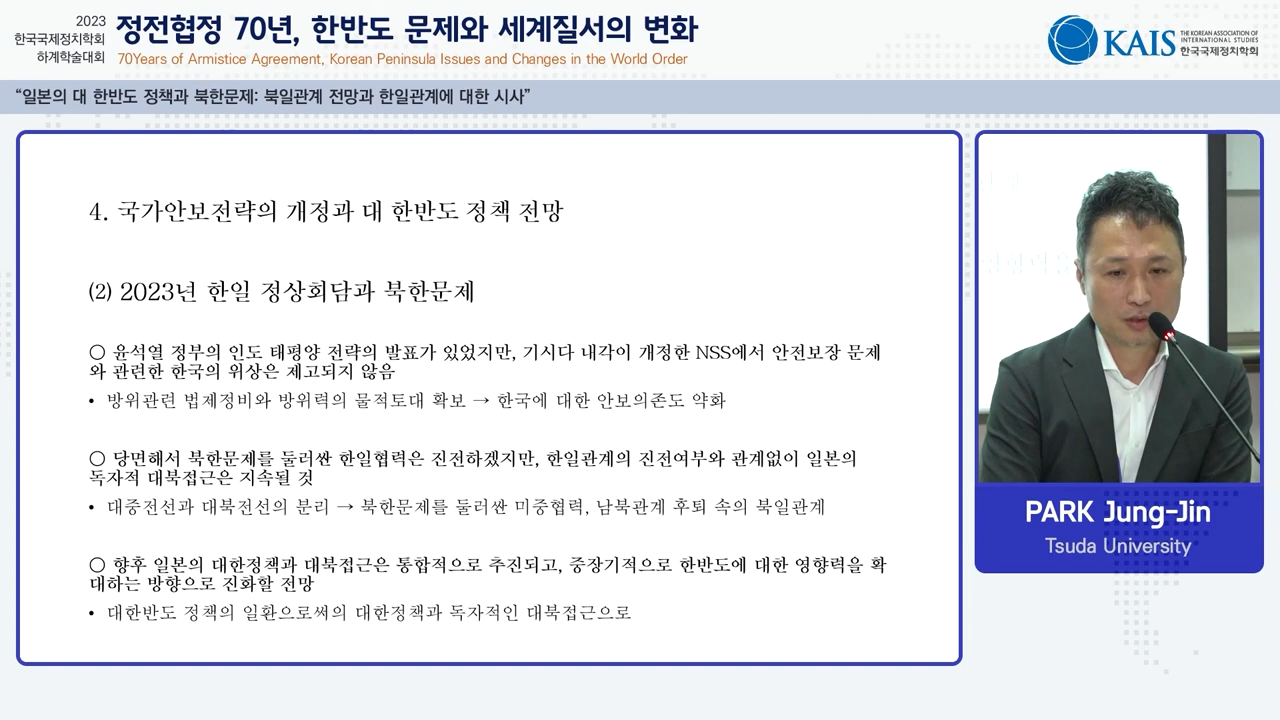 2023
한국국제정치학회
하계학술대회
정전협정 70년, 한반도 문제와 세계질서의 변화
70Years of Armistice Agreement, Korean Peninsula Issues and Changes in the World Order
KAIS
THE KOREAN ASSOCIATION OF
INTERNATIONAL STUDIES
한국국제정치학회
“일본의 대 한반도 정책과 북한문제: 북일관계 전망과 한일관계에 대한 시사”
4. 국가안보전략의 개정과 대 한반도 정책 전망
(2) 2023년 한일 정상회담과 북한문제
○ 윤석열 정부의 인도 태평양 전략의 발표가 있었지만, 기시다 내각이 개정한 NSS에서 안전보장 문제
와 관련한 한국의 위상은 제고되지 않음
• 방위관련 법제정비와 방위력의 물적토대 확보 → 한국에 대한 안보의존도 약화
○ 당면해서 북한문제를 둘러싼 한일협력은 진전하겠지만, 한일관계의 진전여부와 관계없이 일본의
독자적 대북접근은 지속될 것
• 대중전선과 대북전선의 분리 → 북한문제를 둘러싼 미중협력, 남북관계 후퇴 속의 북일관계
○ 향후 일본의 대한정책과 대북접근은 통합적으로 추진되고, 중장기적으로 한반도에 대한 영향력을 확
대하는 방향으로 진화할 전망
• 대한반도 정책의 일환으로써의 대한정책과 독자적인 대북접근으로
PARK Jung-Jin
Tsuda University